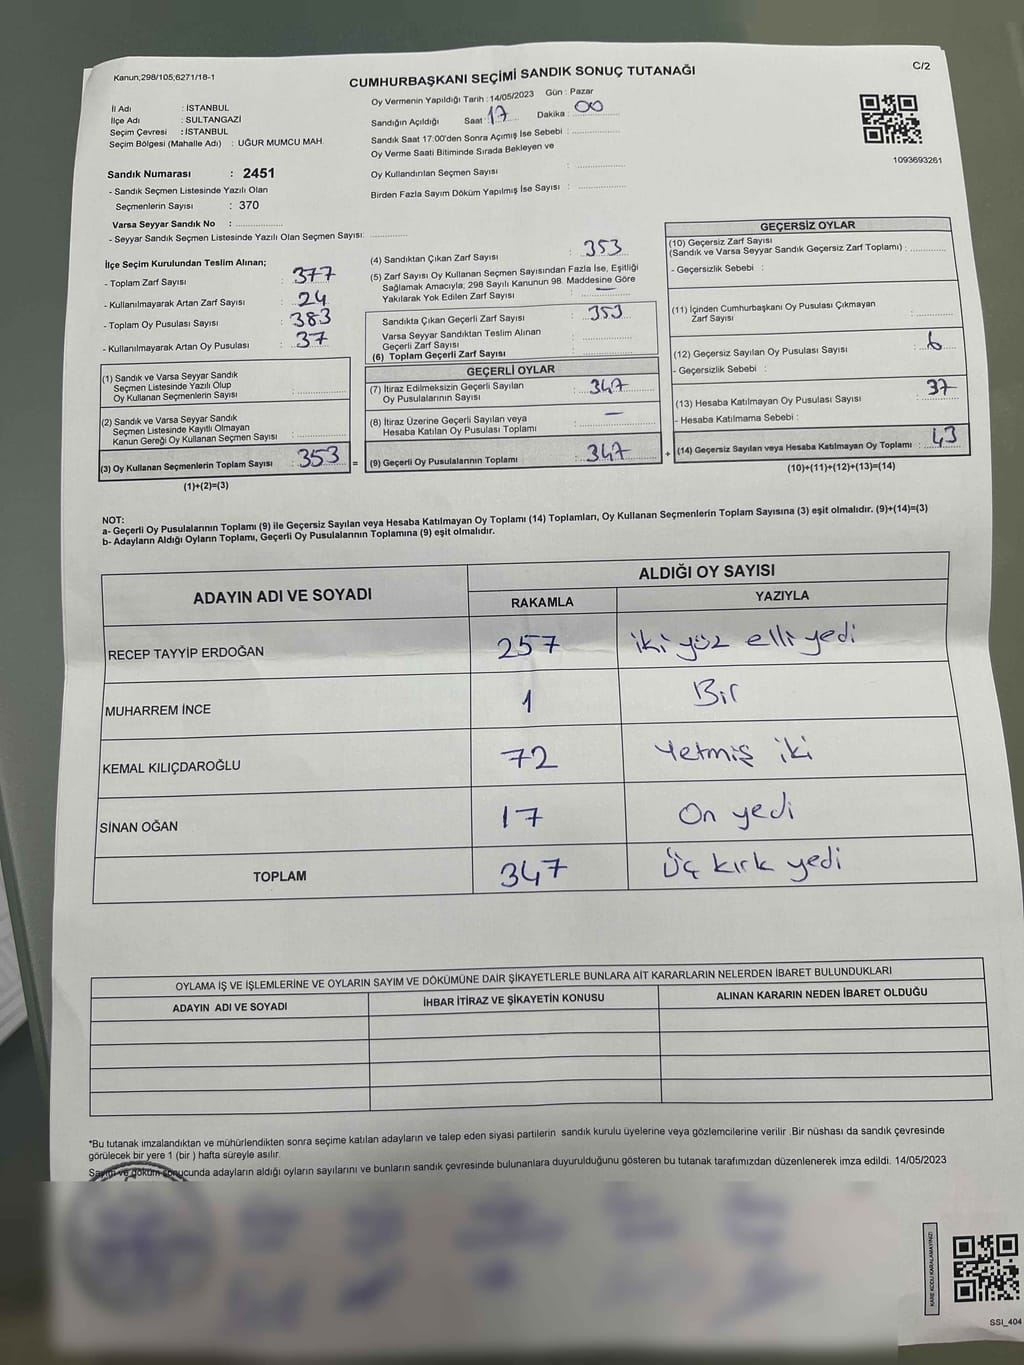 Kanun;298/105;6271/18-1
C/2
CUMHURBAŞKANI SEÇİMİ SANDIK SONUÇ TUTANAĞI
İl Adı : İSTANBUL
İlçe Adı : SULTANGAZİ
Seçim Çevresi : İSTANBUL
Seçim Bölgesi (Mahalle Adı) : UĞUR MUMCU MAH.
Oy Vermenin Yapıldığı Tarih : 14/05/2023 Gün : Pazar
Sandığın Açıldığı Saat : 17 Dakika : 00
Sandık Saat 17:00'den Sonra Açımış İse Sebebi :
Oy Verme Saati Bitiminde Sırada Bekleyen ve
Oy Kullandırılan Seçmen Sayısı :
Birden Fazla Sayım Döküm Yapılmış İse Sayısı :
1093693261
Sandık Numarası : 2451
- Sandık Seçmen Listesinde Yazılı Olan
Seçmenlerin Sayısı : 370
Varsa Seyyar Sandık No :
- Seyyar Sandık Seçmen Listesinde Yazılı Olan Seçmen Sayısı:
İlçe Seçim Kurulundan Teslim Alınan;
- Toplam Zarf Sayısı : 377
- Kullanılmayarak Artan Zarf Sayısı : 24
- Toplam Oy Pusulası Sayısı : 383
- Kullanılmayarak Artan Oy Pusulası : 37
(1) Sandık ve Varsa Seyyar Sandık
Seçmen Listesinde Yazılı Olup
Oy Kullanan Seçmenlerin Sayısı :
(2) Sandık ve Varsa Seyyar Sandık
Seçmen Listesinde Kayıtlı Olmayan
Kanun Gereği Oy Kullanan Seçmen Sayısı :
(3) Oy Kullanan Seçmenlerin Toplam Sayısı : 353
(1)+(2)=(3)
(4) Sandıktan Çıkan Zarf Sayısı : 353
(5) Zarf Sayısı Oy Kullanan Seçmen Sayısından Fazla İse, Eşitliği
Sağlamak Amacıyla; 298 Sayılı Kanunun 98. Maddesine Göre
Yakılarak Yok Edilen Zarf Sayısı : —
Sandıkta Çıkan Geçerli Zarf Sayısı : 353
Varsa Seyyar Sandıktan Teslim Alınan
Geçerli Zarf Sayısı :
(6) Toplam Geçerli Zarf Sayısı :
GEÇERLİ OYLAR
(7) İtiraz Edilmeksizin Geçerli Sayılan
Oy Pusulalarının Sayısı : 347
(8) İtiraz Üzerine Geçerli Sayılan veya
Hesaba Katılan Oy Pusulası Toplamı : —
= (9) Geçerli Oy Pusulalarının Toplamı : 347 +
GEÇERSİZ OYLAR
(10) Geçersiz Zarf Sayısı
(Sandık ve Varsa Seyyar Sandık Geçersiz Zarf Toplamı) :
- Geçersizlik Sebebi :
(11) İçinden Cumhurbaşkanı Oy Pusulası Çıkmayan
Zarf Sayısı :
(12) Geçersiz Sayılan Oy Pusulası Sayısı : 6
- Geçersizlik Sebebi :
(13) Hesaba Katılmayan Oy Pusulası Sayısı : 37
- Hesaba Katılmama Sebebi :
(14) Geçersiz Sayılan veya Hesaba Katılmayan Oy Toplamı : 43
(10)+(11)+(12)+(13)=(14)
NOT:
a- Geçerli Oy Pusulalarının Toplamı (9) ile Geçersiz Sayılan veya Hesaba Katılmayan Oy Toplamı (14) Toplamları, Oy Kullanan Seçmenlerin Toplam Sayısına (3) eşit olmalıdır. (9)+(14)=(3)
b- Adayların Aldığı Oyların Toplamı, Geçerli Oy Pusulalarının Toplamına (9) eşit olmalıdır.
ADAYIN ADI VE SOYADI
ALDIĞI OY SAYISI
RAKAMLA YAZIYLA
RECEP TAYYİP ERDOĞAN 257 iki yüz elli yedi
MUHARREM İNCE 1 Bir
KEMAL KILIÇDAROĞLU 72 Yetmiş iki
SİNAN OĞAN 17 On yedi
TOPLAM 347 Üç kırk yedi
OYLAMA İŞ VE İŞLEMLERİNE VE OYLARIN SAYIM VE DÖKÜMÜNE DAİR ŞİKAYETLERLE BUNLARA AİT KARARLARIN NELERDEN İBARET BULUNDUKLARI
ADAYIN ADI VE SOYADI İHBAR İTİRAZ VE ŞİKAYETİN KONUSU ALINAN KARARIN NEDEN İBARET OLDUĞU
*Bu tutanak imzalandıktan ve mühürlendikten sonra seçime katılan adayların ve talep eden siyasi partilerin sandık kurulu üyelerine veya gözlemcilerine verilir .Bir nüshası da sandık çevresinde
görülecek bir yere 1 (bir ) hafta süreyle asılır.
Sayım ve döküm sonucunda adayların aldığı oyların sayılarını ve bunların sandık çevresinde bulunanlara duyurulduğunu gösteren bu tutanak tarafımızdan düzenlenerek imza edildi. 14/05/2023
KARE KODU KARALAMAYINIZ!
SSI_404